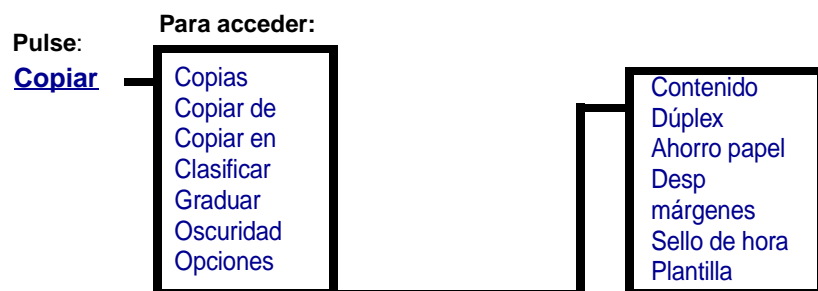 Para acceder:
Pulse:
Copiar
Copias
Copiar de
Copiar en
Clasificar
Graduar
Oscuridad
Opciones
Contenido
Dúplex
Ahorro papel
Desp
márgenes
Sello de hora
Plantilla